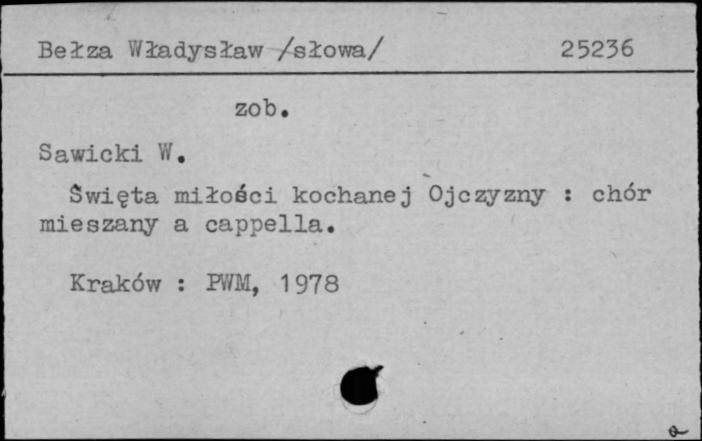 Bełza Władysław /słowa/ 25236
zob.
Sawicki W.
Święta miłości kochanej Ojczyzny : chór
mieszany a cappella.
Kraków : PWM, 1978